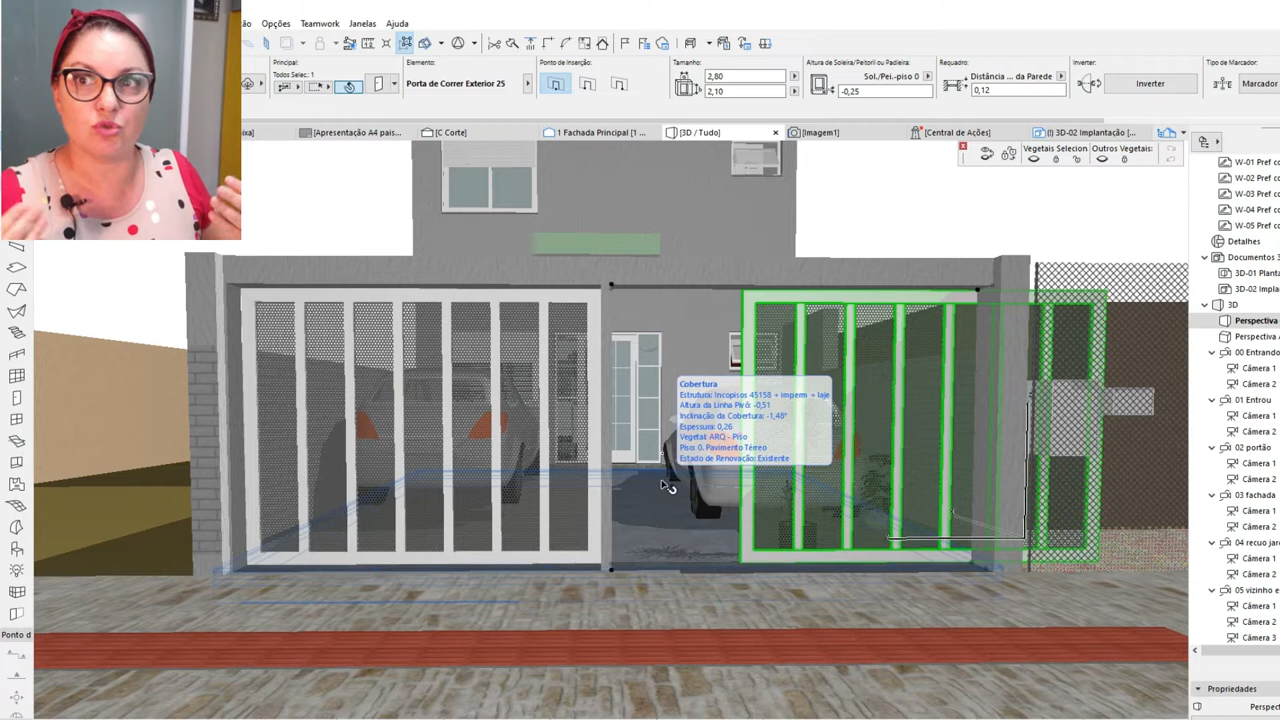 ão Opções Teamwork Janelas Ajuda
Principal:
Todos Selec.: 1
Elemento:
Porta de Correr Exterior 25
Ponto de Inserção:
Tamanho:
2,80
2,10
Altura de Soleira/Peitoril ou Padieira:
Sol./Pei.-piso 0
-0,25
Requadro:
Distância ... da Parede
0,12
Inverter:
Inverter
Tipo de Marcador:
Marcador
[Apresentação A4 pais...
[C Corte]
1 Fachada Principal [1 ...
[3D / Tudo]
[Imagem1]
[Central de Ações]
(!) 3D-02 Implantação [...
Vegetais Selecion
Outros Vegetais:
W-01 Pref co
W-02 Pref co
W-03 Pref co
W-04 Pref co
W-05 Pref co
Detalhes
Documentos 3
3D-01 Planta
3D-02 Implan
3D
Perspectiva
Perspectiva A
00 Entrando
Câmera 1
Câmera 2
01 Entrou
Câmera 1
Câmera 2
02 portão
Câmera 1
Câmera 2
03 fachada
Câmera 1
Câmera 2
04 recuo jar
Câmera 1
Câmera 2
05 vizinho e
Câmera 1
Câmera 2
Câmera 3
Cobertura
Estrutura: Incopisos 45158 + imperm + laje
Altura da Linha Pivô: -0,51
Inclinação da Cobertura: -1,48°
Espessura: 0,26
Vegetal: ARQ - Piso
Piso: 0. Pavimento Térreo
Estado de Renovação: Existente
Ponto d
Propriedades
Perspect